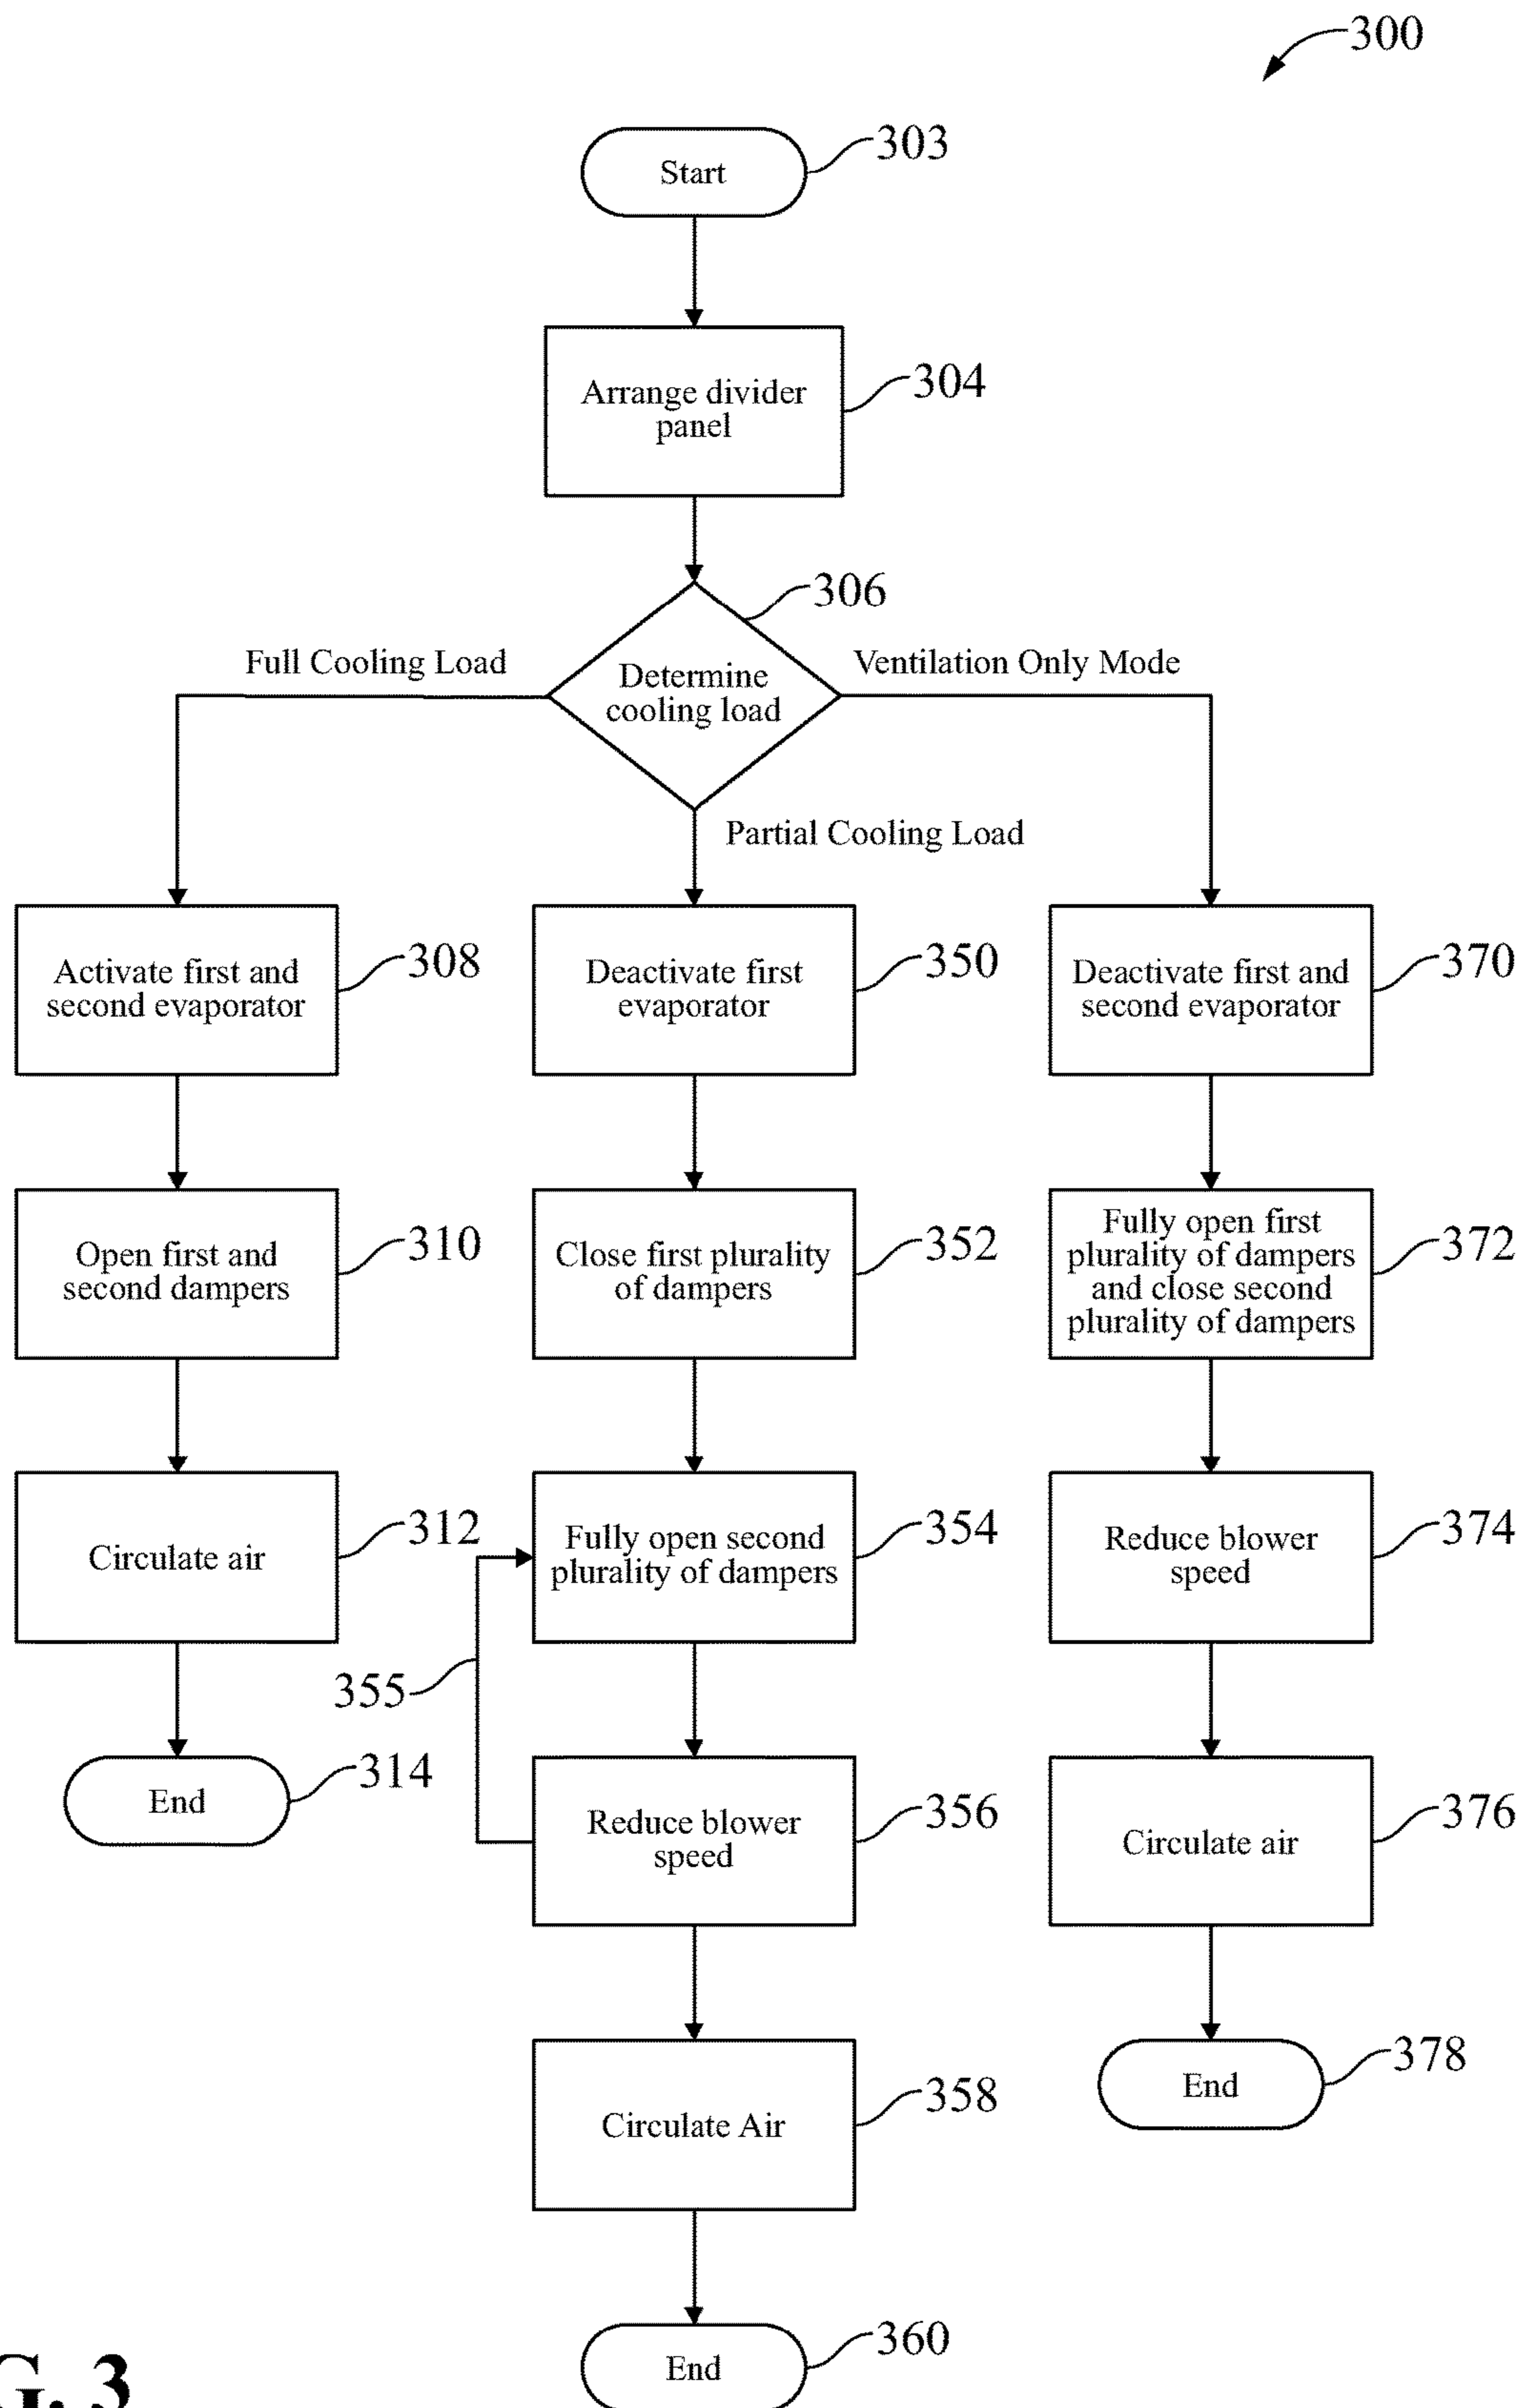 300
Start
303
Arrange divider
panel
304
306
Full Cooling Load
Determine
cooling load
Ventilation Only Mode
Partial Cooling Load
Activate first and
second evaporator
308
Deactivate first
evaporator
350
Deactivate first and
second evaporator
370
Open first and
second dampers
310
Close first plurality
of dampers
352
Fully open first
plurality of dampers
and close second
plurality of dampers
372
Circulate air
312
Fully open second
plurality of dampers
354
Reduce blower
speed
374
355
End
314
Reduce blower
speed
356
Circulate air
376
Circulate Air
358
End
378
End
360
G. 3